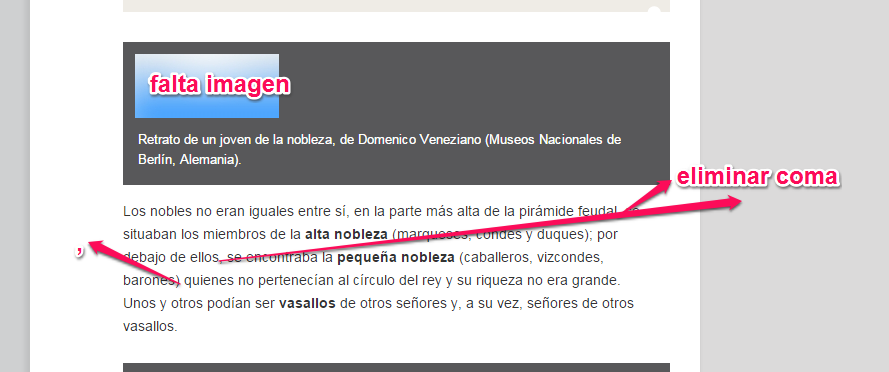 falta imagen
Retrato de un joven de la nobleza, de Domenico Veneziano (Museos Nacionales de
Berlín, Alemania).
eliminar coma
Los nobles no eran iguales entre sí, en la parte más alta de la pirámide feudal,
situaban los miembros de la alta nobleza (marqueses, condes y duques); por
,
debajo de ellos, se encontraba la pequeña nobleza (caballeros, vizcondes,
barones) quienes no pertenecían al círculo del rey y su riqueza no era grande.
Unos y otros podían ser vasallos de otros señores y, a su vez, señores de otros
vasallos.